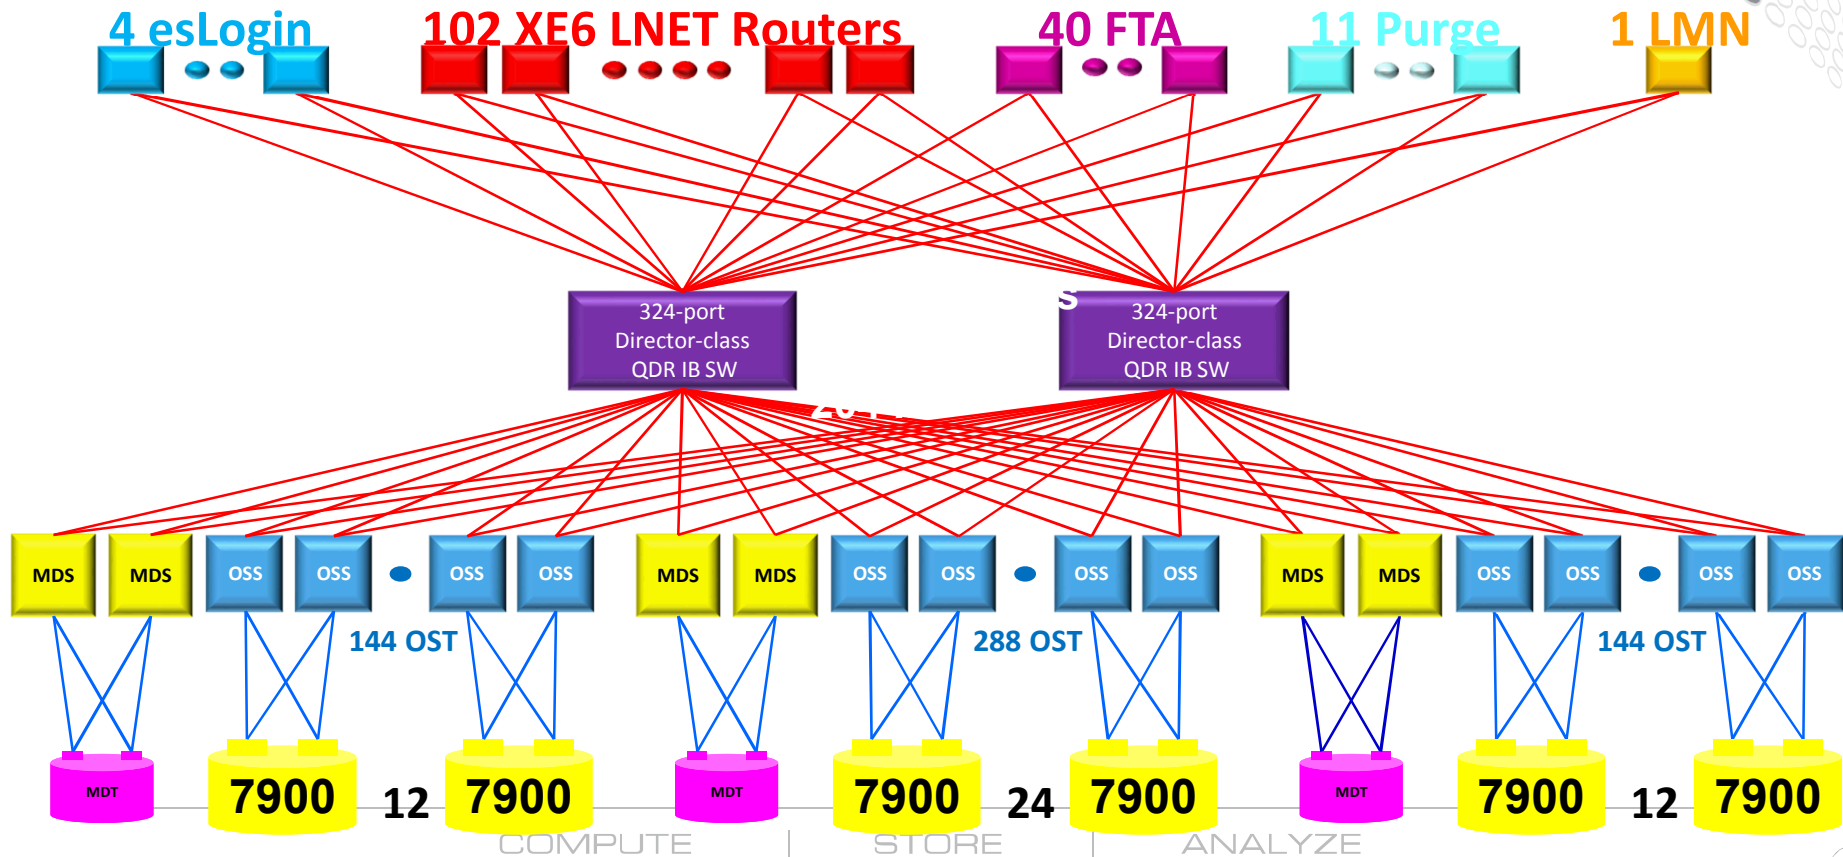 4 esLogin 102 XE6 LNET Routers 40 FTA 11 Purge 1 LMN
s
324-port 324-port
Director-class Director-class
QDR IB SW QDR IB SW
MDS MDS OSS OSS OSS OSS MDS MDS OSS OSS OSS OSS MDS MDS OSS OSS OSS OSS
144 OST 288 OST 144 OST
MDT 7900 12 7900 MDT 7900 24 7900 MDT 7900 12 7900
COMPUTE STORE ANALYZE